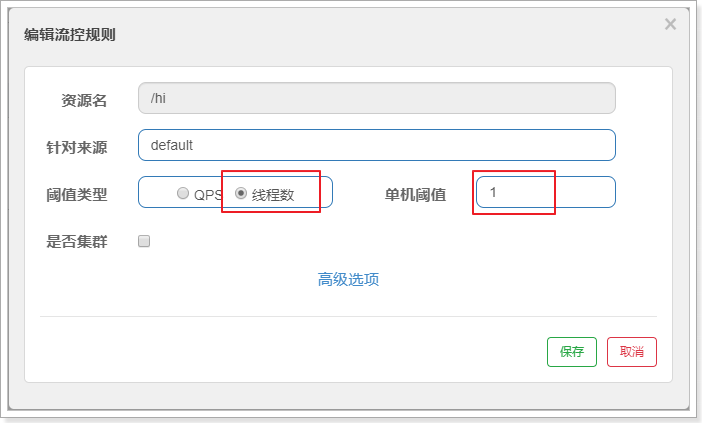 编辑流控规则 ×
资源名 /hi
针对来源 default
阈值类型 QPS 线程数 单机阈值 1
是否集群
高级选项
保存 取消